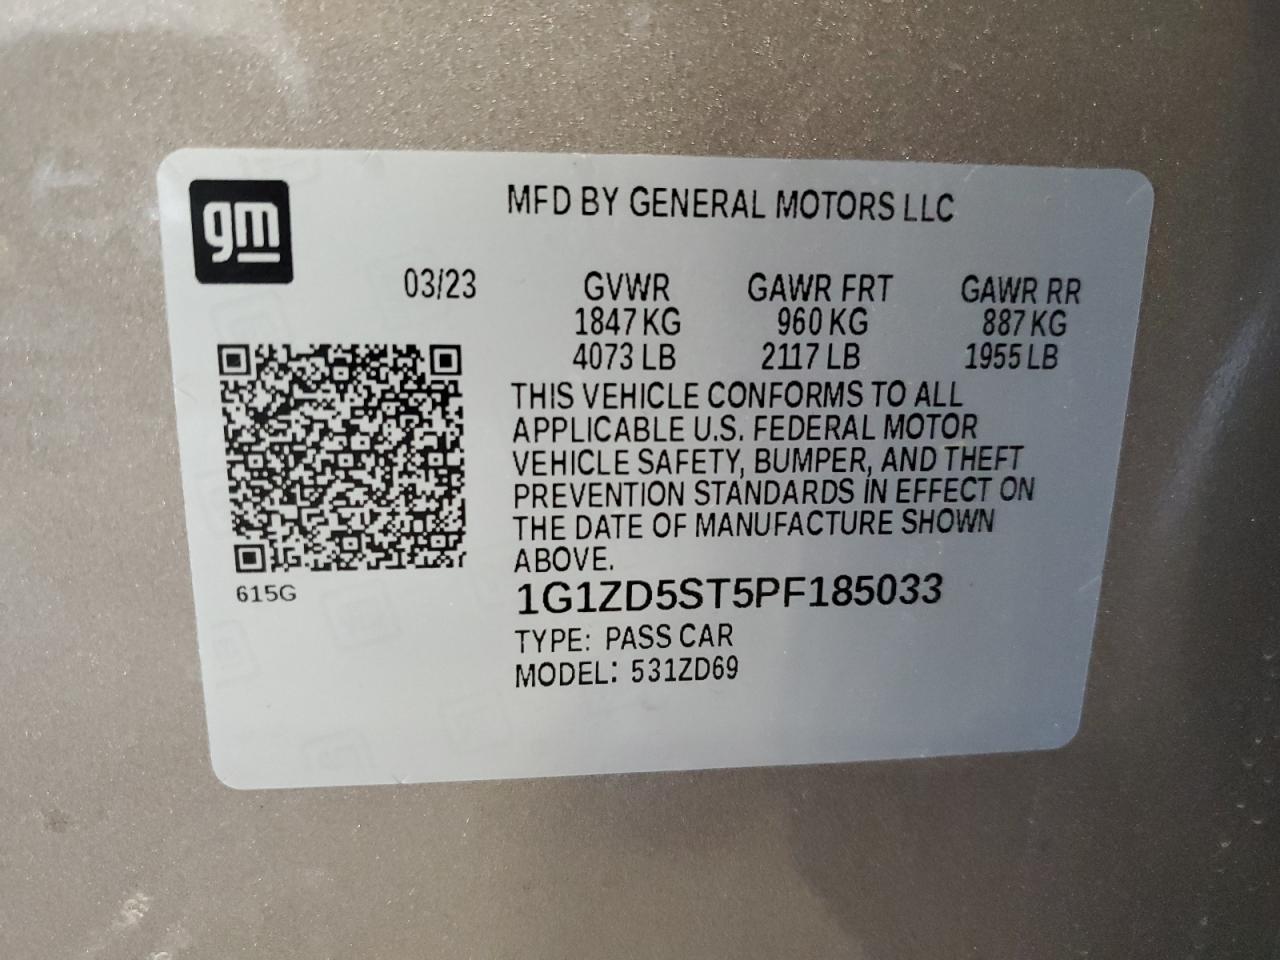 gm
MFD BY GENERAL MOTORS LLC
03/23 GVWR GAWR FRT GAWR RR
1847 KG 960 KG 887 KG
4073 LB 2117 LB 1955 LB
THIS VEHICLE CONFORMS TO ALL
APPLICABLE U.S. FEDERAL MOTOR
VEHICLE SAFETY, BUMPER, AND THEFT
PREVENTION STANDARDS IN EFFECT ON
THE DATE OF MANUFACTURE SHOWN
ABOVE.
615G
1G1ZD5ST5PF185033
TYPE: PASS CAR
MODEL: 531ZD69